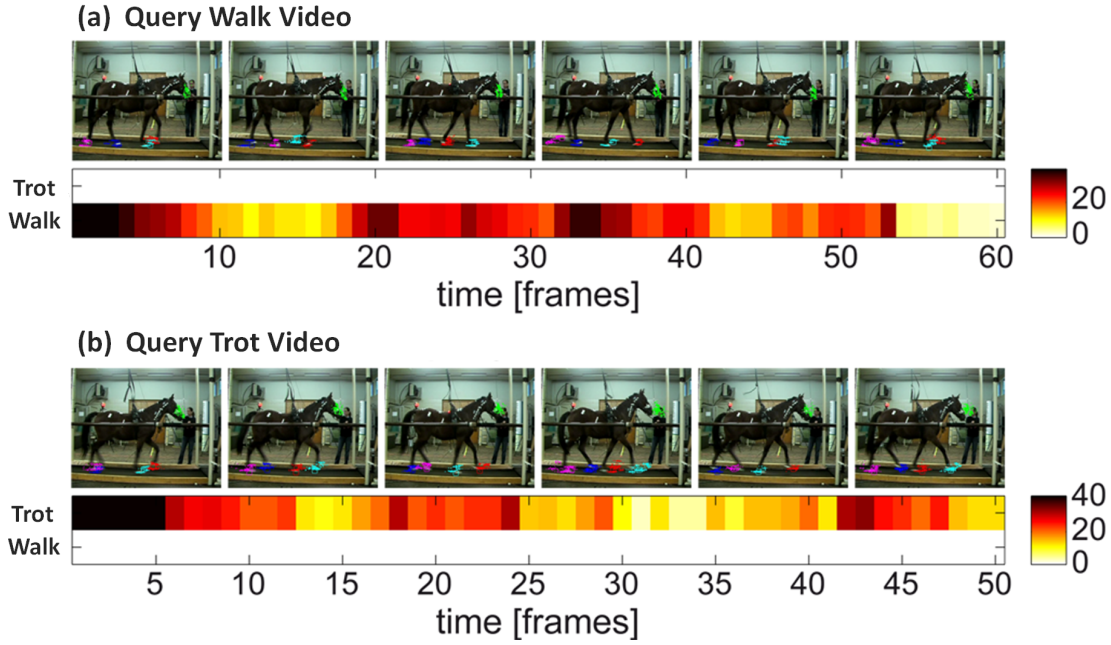 (a) Query Walk Video
Trot
Walk
20
0
10 20 30 40 50 60
time [frames]
(b) Query Trot Video
Trot
Walk
40
20
0
5 10 15 20 25 30 35 40 45 50
time [frames]